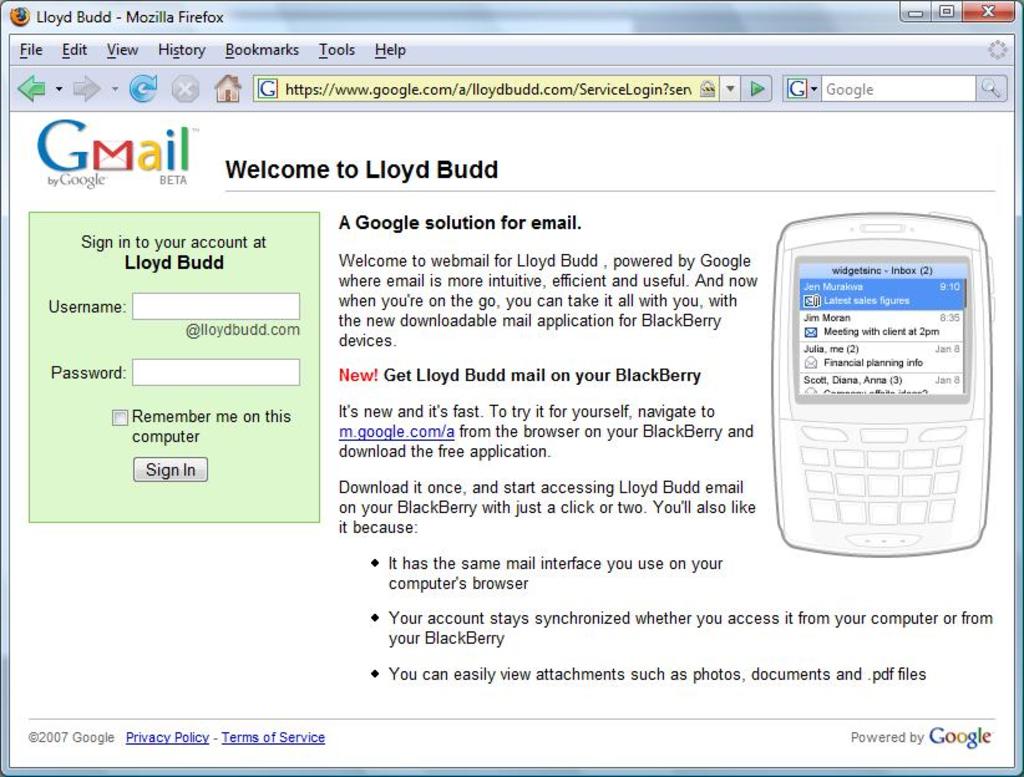 Lloyd Budd - Mozilla Firefox
File Edit View History Bookmarks Tools Help
G https://www.google.com/a/lloydbudd.com/ServiceLogin?sen
G Google
Gmail™
by Google BETA
Welcome to Lloyd Budd
Sign in to your account at
Lloyd Budd
Username:
@lloydbudd.com
Password:
Remember me on this
computer
Sign In
A Google solution for email.
Welcome to webmail for Lloyd Budd , powered by Google
where email is more intuitive, efficient and useful. And now
when you're on the go, you can take it all with you, with
the new downloadable mail application for BlackBerry
devices.
New! Get Lloyd Budd mail on your BlackBerry
It's new and it's fast. To try it for yourself, navigate to
m.google.com/a from the browser on your BlackBerry and
download the free application.
Download it once, and start accessing Lloyd Budd email
on your BlackBerry with just a click or two. You'll also like
it because:
It has the same mail interface you use on your
computer's browser
Your account stays synchronized whether you access it from your computer or from
your BlackBerry
You can easily view attachments such as photos, documents and .pdf files
widgetsinc - Inbox (2)
Jen Murakwa 9:10
Latest sales figures
Jim Moran 8:35
Meeting with client at 2pm
Julia, me (2) Jan 8
Financial planning info
Scott, Diana, Anna (3) Jan 8
Company offsite ideas?
©2007 Google Privacy Policy - Terms of Service
Powered by Google